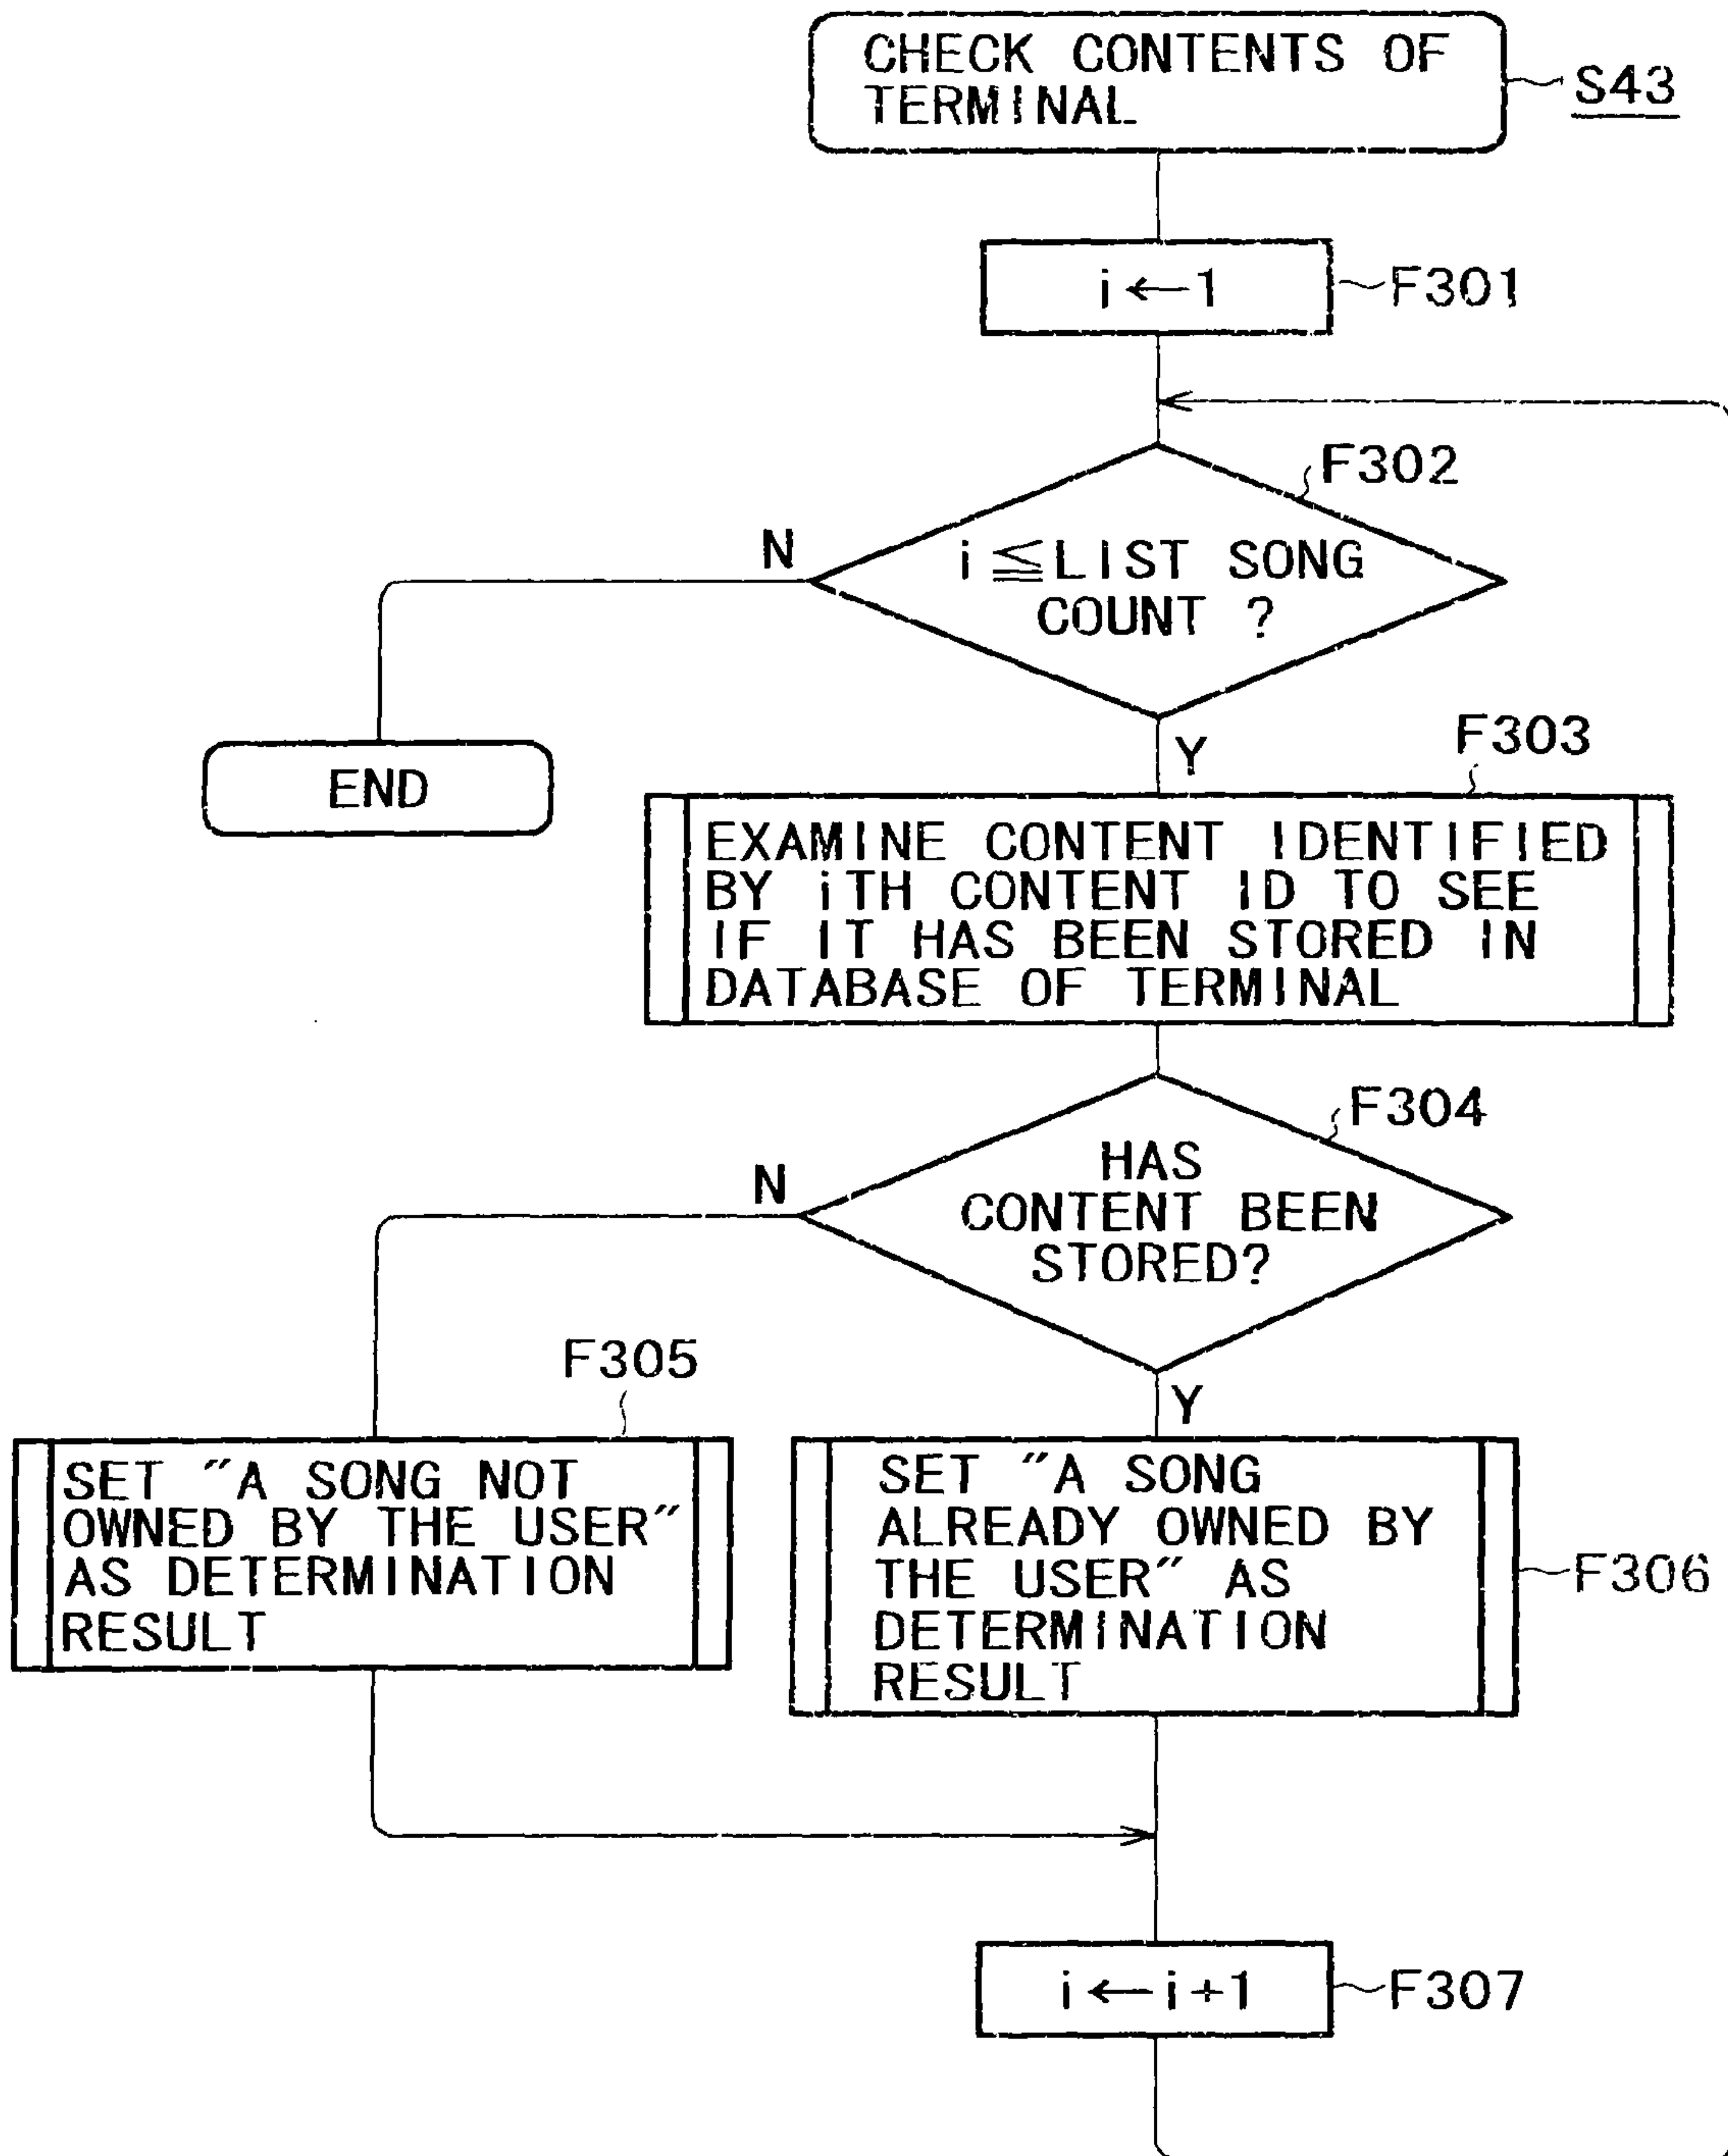 CHECK CONTENTS OF
TERMINAL
S43
i←1
F301
F302
i≦LIST SONG
COUNT ?
N
Y
END
F303
EXAMINE CONTENT IDENTIFIED
BY iTH CONTENT ID TO SEE
IF IT HAS BEEN STORED IN
DATABASE OF TERMINAL
F304
HAS
CONTENT BEEN
STORED?
N
Y
F305
SET "A SONG NOT
OWNED BY THE USER"
AS DETERMINATION
RESULT
SET "A SONG
ALREADY OWNED BY
THE USER" AS
DETERMINATION
RESULT
F306
i←i+1
F307